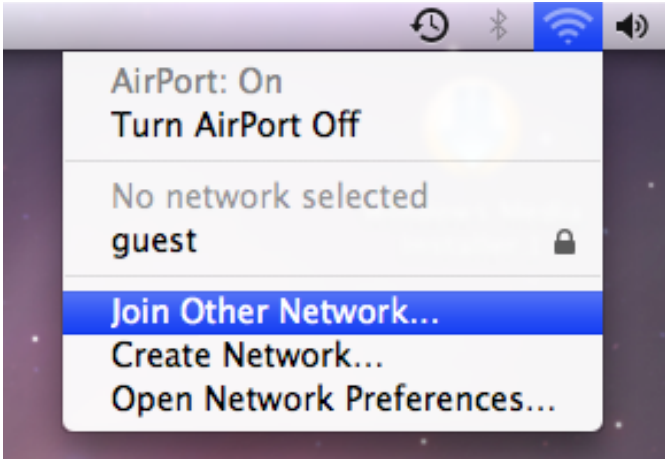 AirPort: On
Turn AirPort Off
No network selected
guest
Join Other Network...
Create Network...
Open Network Preferences...